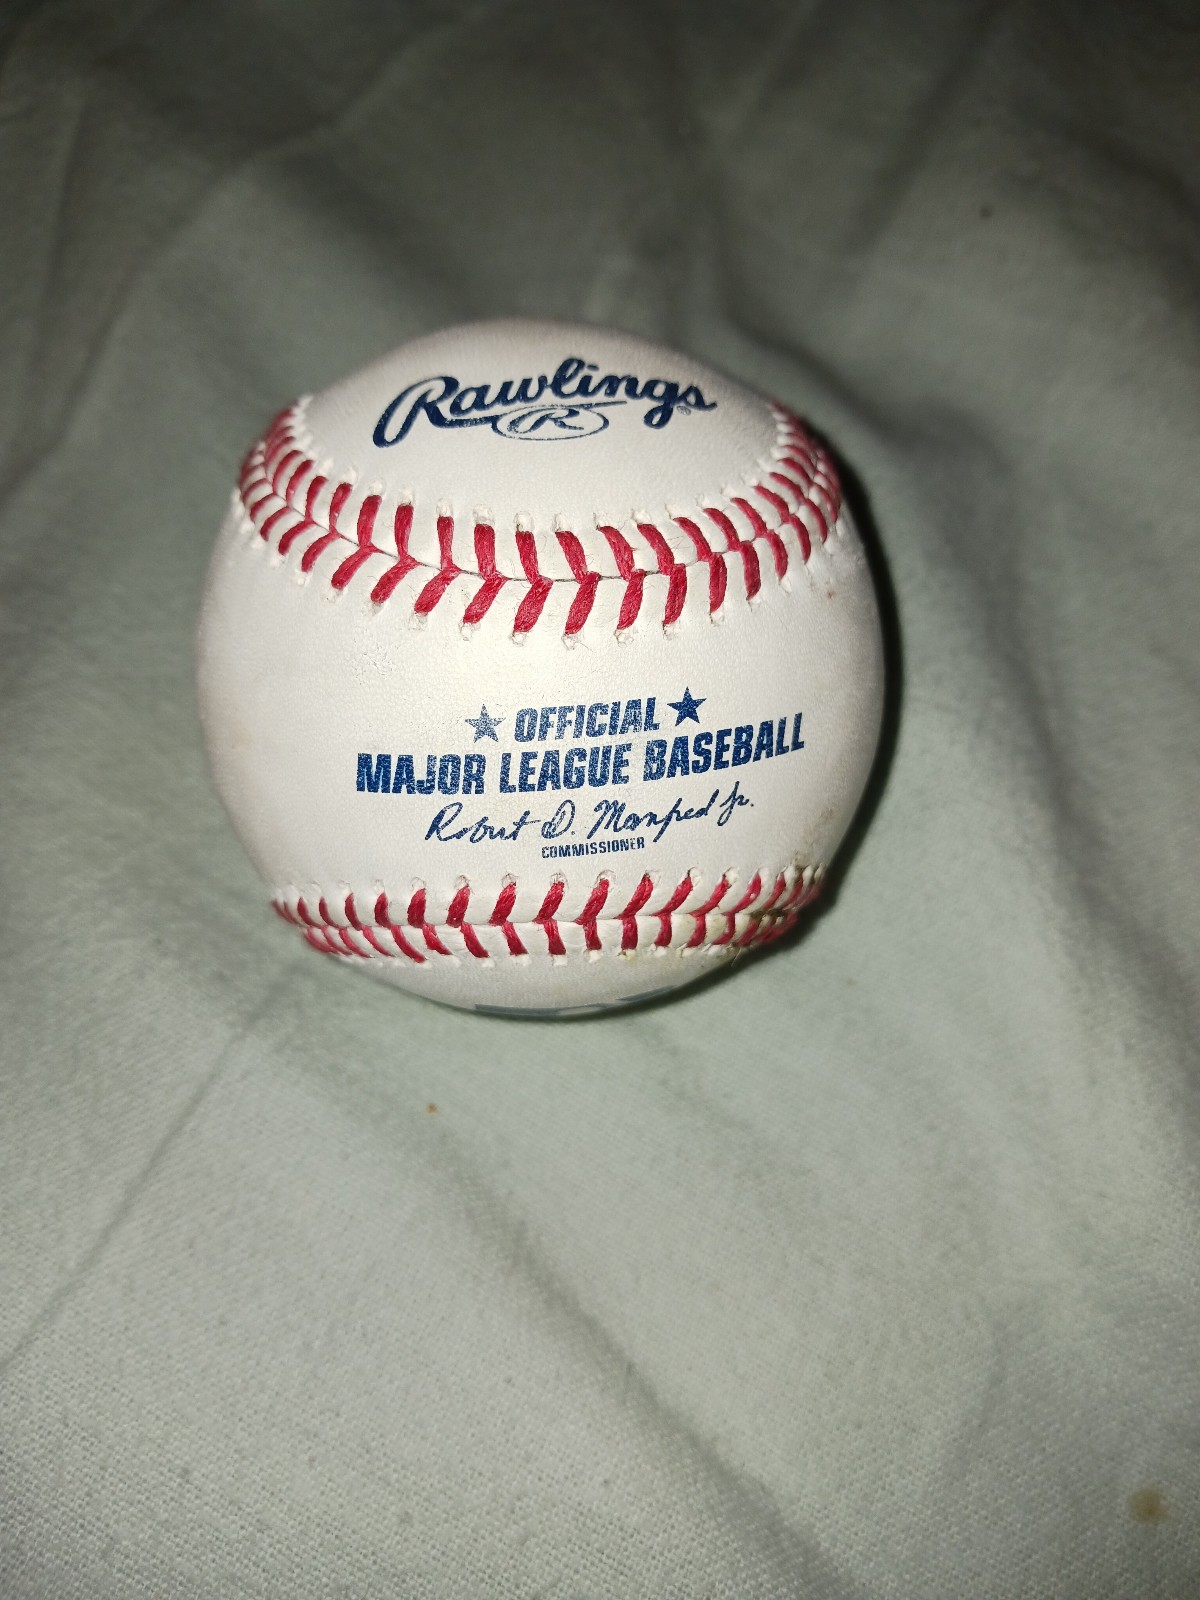 Rawlings
R
OFFICIAL
MAJOR LEAGUE BASEBALL
Robert D. Manfred Jr.
COMMISSIONER